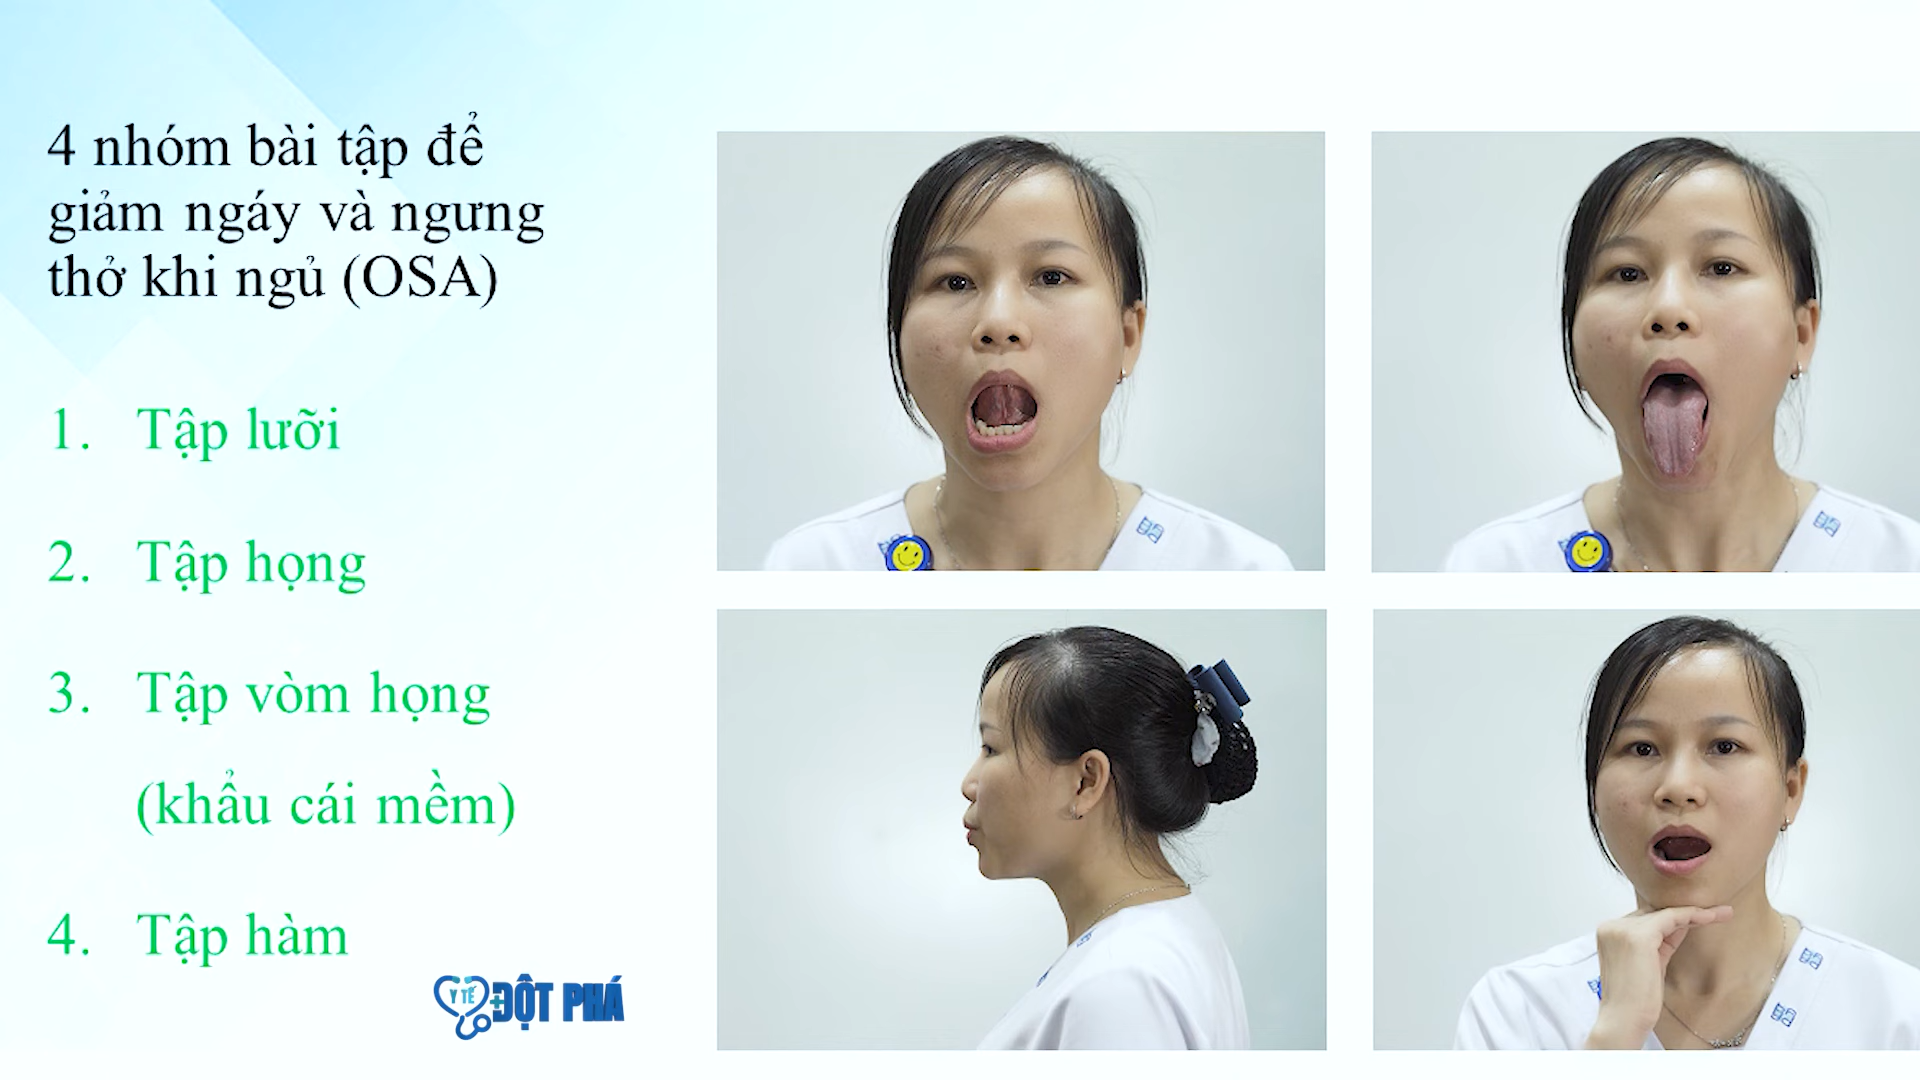 4 nhóm bài tập để
giảm ngáy và ngưng
thở khi ngủ (OSA)
1. Tập lưỡi
2. Tập họng
3. Tập vòm họng
(khẩu cái mềm)
4. Tập hàm
Y TẾ ĐỘT PHÁ